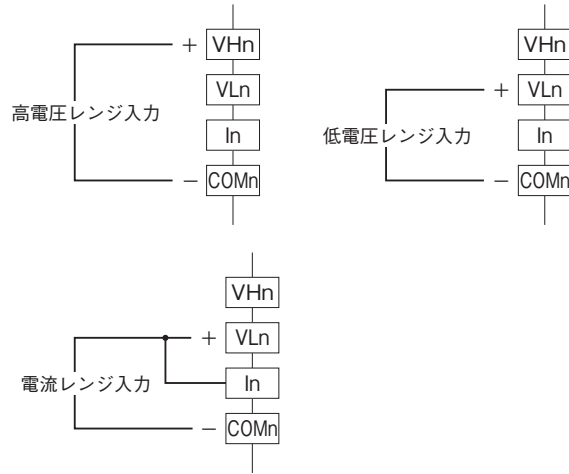 + VHn
VLn
高電圧レンジ入力
In
− COMn
VHn
+ VLn
低電圧レンジ入力
In
− COMn
VHn
+ VLn
電流レンジ入力
In
− COMn